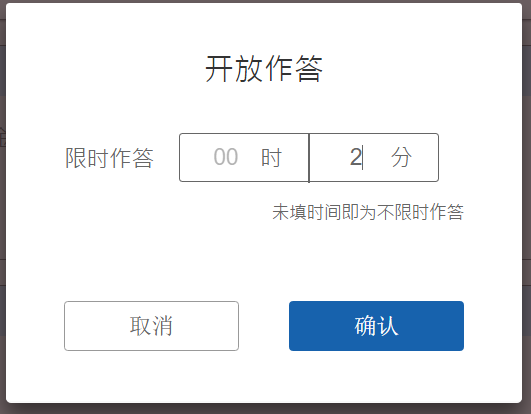 开放作答
限时作答 00 时 2 分
未填时间即为不限时作答
取消 确认